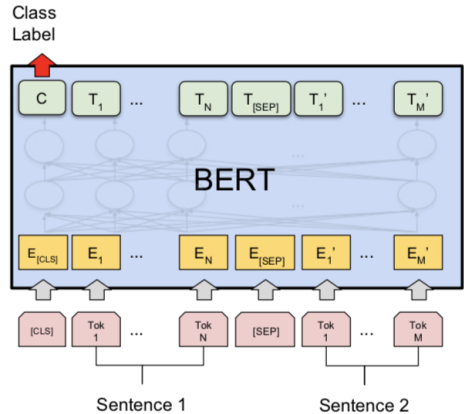 Class
Label
C T1 ... TN T[SEP] T1' ... TM'
BERT
E[CLS] E1 ... EN E[SEP] E1' ... EM'
[CLS] Tok 1 ... Tok N [SEP] Tok 1 ... Tok M
Sentence 1 Sentence 2